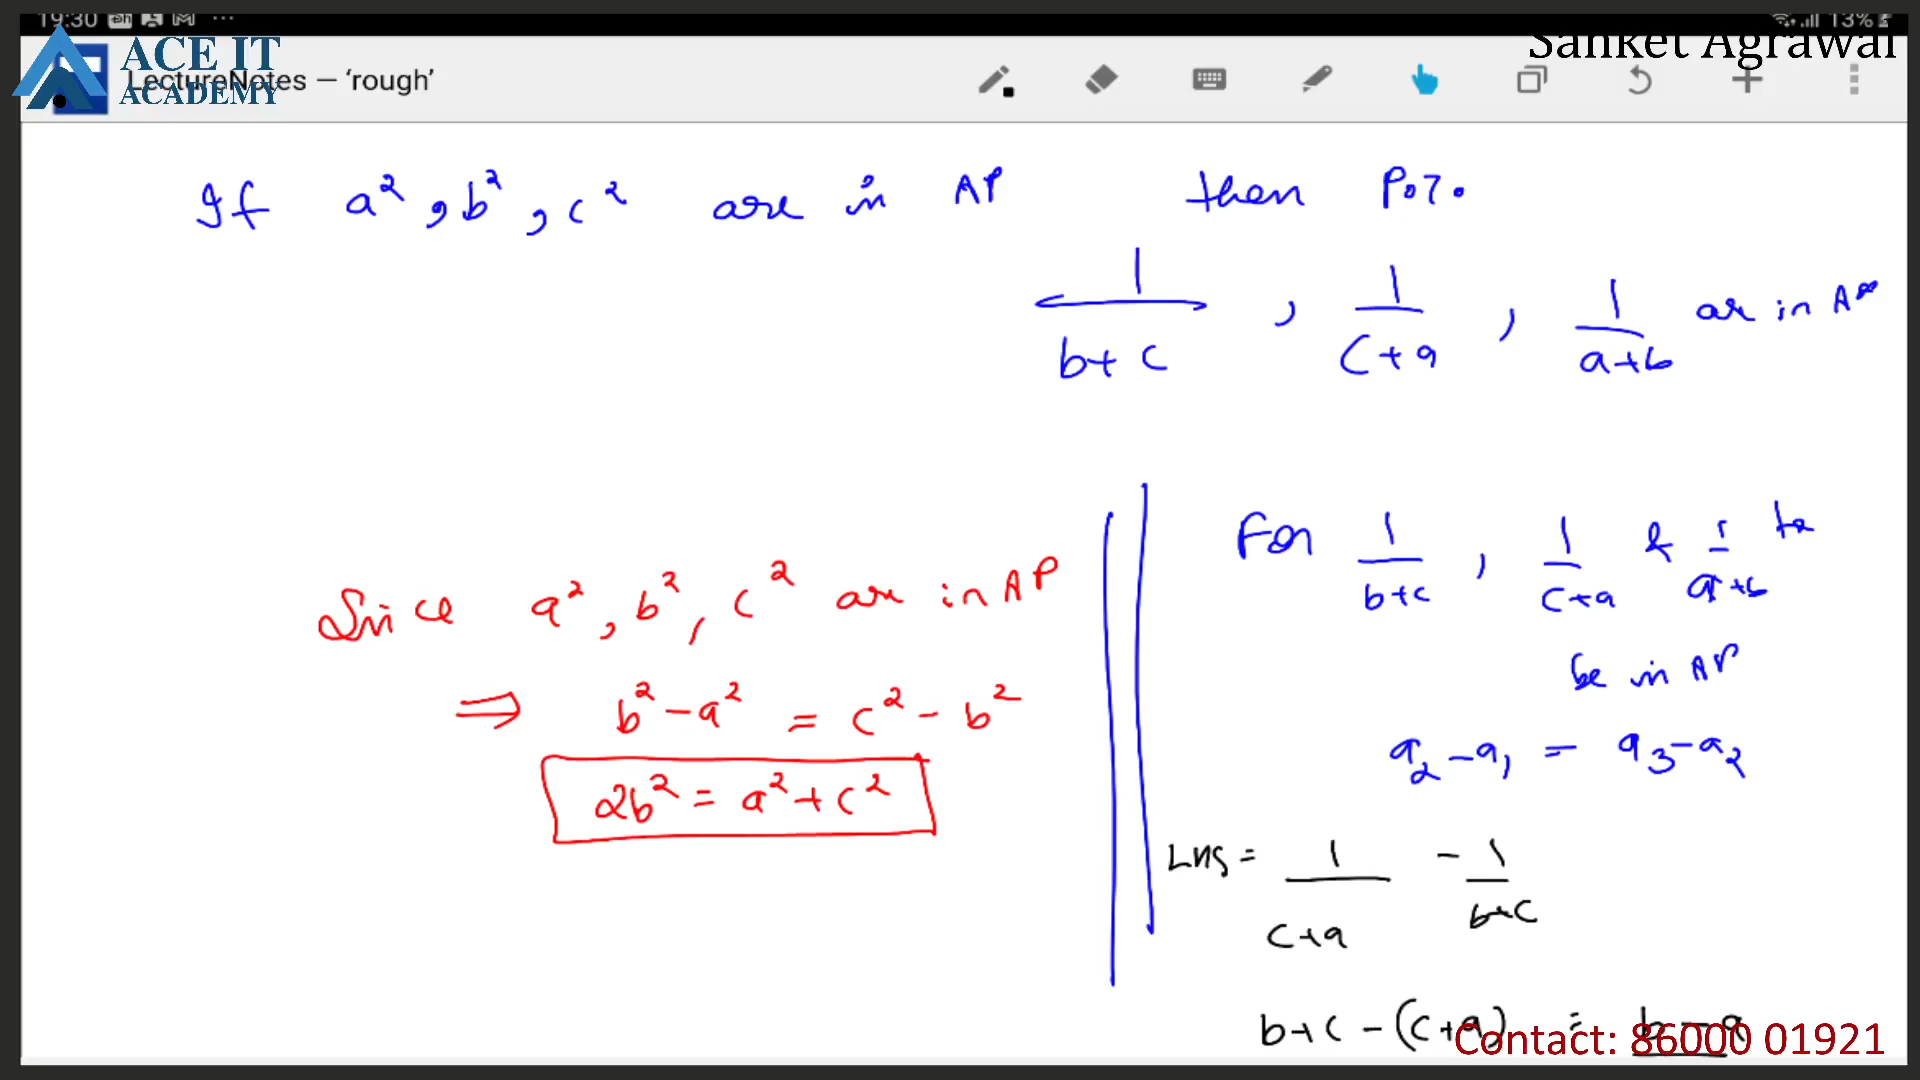 19:30
13%
ACE IT
ACADEMY
LectureNotes – ‘rough’
Sanket Agrawal
If a², b², c² are in AP then P.T.
1/(b+c) , 1/(c+a) , 1/(a+b) ar in AP
Since a², b², c² are in AP
⇒ b² - a² = c² - b²
2b² = a² + c²
For 1/(b+c) , 1/(c+a) & 1/(a+b) to
be in AP
a₂ - a₁ = a₃ - a₂
LHS = 1/(c+a) - 1/(b+c)
b+c - (c+a) = b - a
Contact: 86000 01921